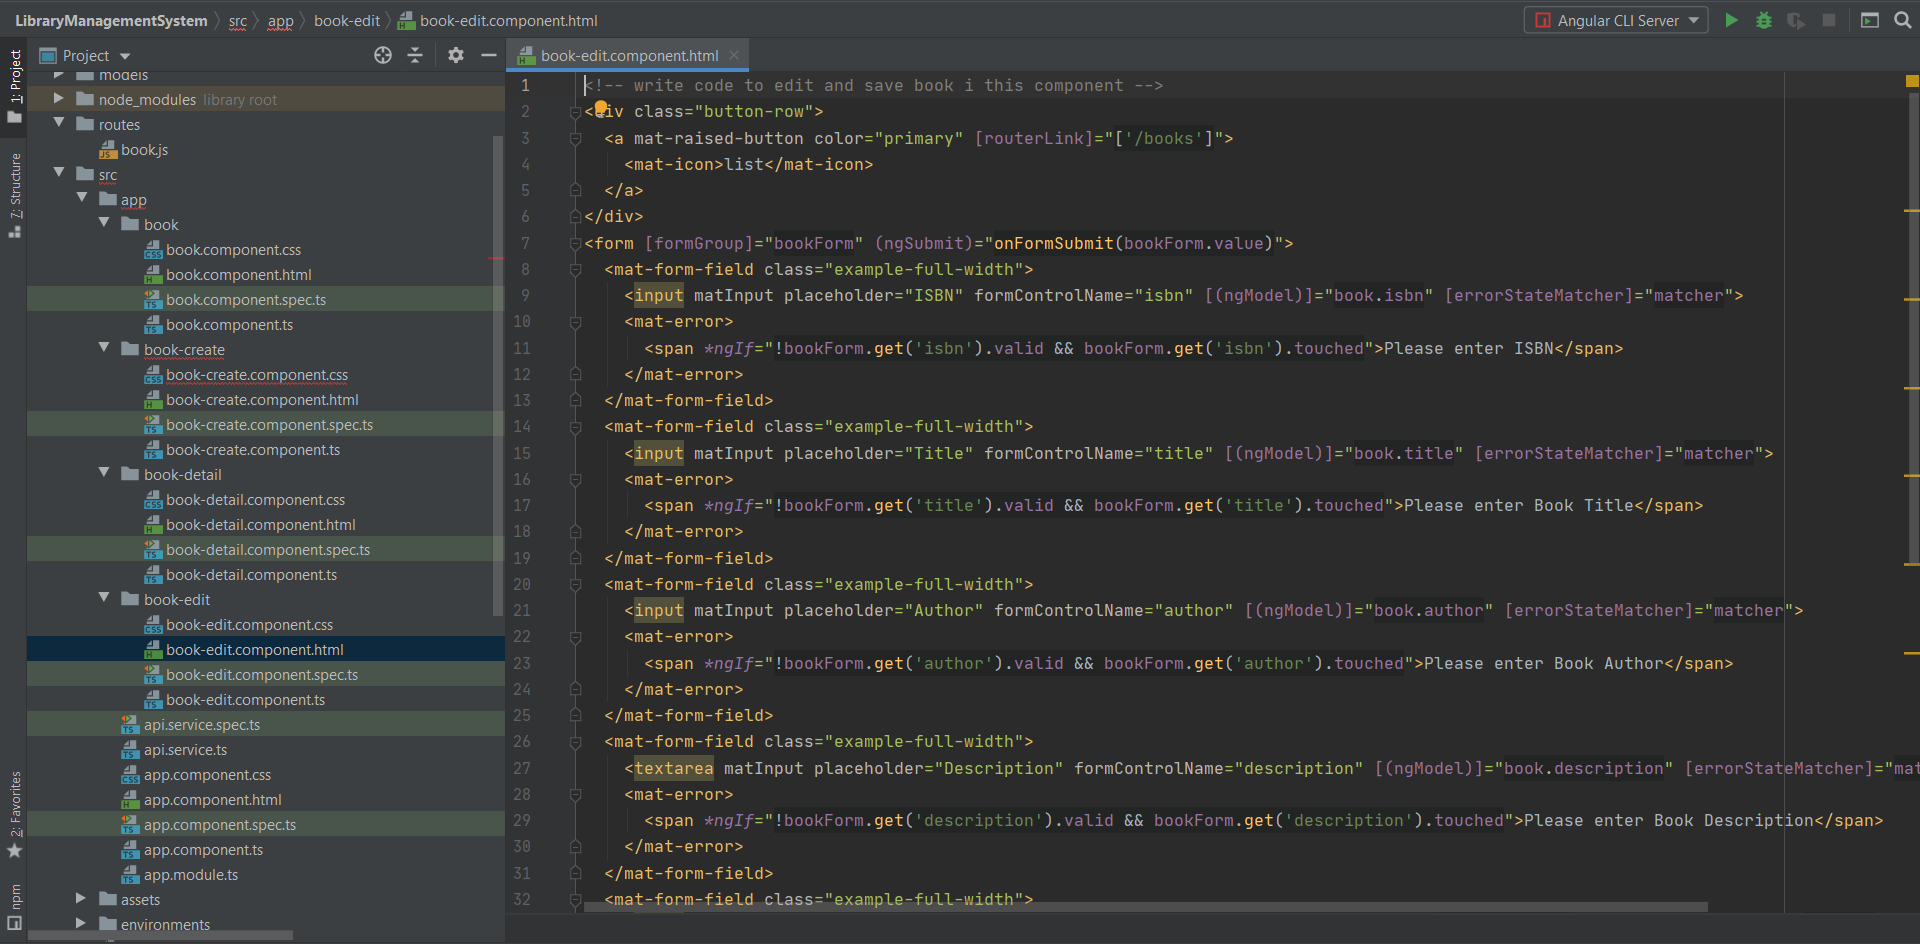 LibraryManagementSystem src app book-edit book-edit.component.html Angular CLI Server
1: Project
7: Structure
2: Favorites
npm
Project
models
node_modules library root
routes
book.js
src
app
book
book.component.css
book.component.html
book.component.spec.ts
book.component.ts
book-create
book-create.component.css
book-create.component.html
book-create.component.spec.ts
book-create.component.ts
book-detail
book-detail.component.css
book-detail.component.html
book-detail.component.spec.ts
book-detail.component.ts
book-edit
book-edit.component.css
book-edit.component.html
book-edit.component.spec.ts
book-edit.component.ts
api.service.spec.ts
api.service.ts
app.component.css
app.component.html
app.component.spec.ts
app.component.ts
app.module.ts
assets
environments
book-edit.component.html
1 <!-- write code to edit and save book i this component -->
2 <div class="button-row">
3 <a mat-raised-button color="primary" [routerLink]="['/books']">
4 <mat-icon>list</mat-icon>
5 </a>
6 </div>
7 <form [formGroup]="bookForm" (ngSubmit)="onFormSubmit(bookForm.value)">
8 <mat-form-field class="example-full-width">
9 <input matInput placeholder="ISBN" formControlName="isbn" [(ngModel)]="book.isbn" [errorStateMatcher]="matcher">
10 <mat-error>
11 <span *ngIf="!bookForm.get('isbn').valid && bookForm.get('isbn').touched">Please enter ISBN</span>
12 </mat-error>
13 </mat-form-field>
14 <mat-form-field class="example-full-width">
15 <input matInput placeholder="Title" formControlName="title" [(ngModel)]="book.title" [errorStateMatcher]="matcher">
16 <mat-error>
17 <span *ngIf="!bookForm.get('title').valid && bookForm.get('title').touched">Please enter Book Title</span>
18 </mat-error>
19 </mat-form-field>
20 <mat-form-field class="example-full-width">
21 <input matInput placeholder="Author" formControlName="author" [(ngModel)]="book.author" [errorStateMatcher]="matcher">
22 <mat-error>
23 <span *ngIf="!bookForm.get('author').valid && bookForm.get('author').touched">Please enter Book Author</span>
24 </mat-error>
25 </mat-form-field>
26 <mat-form-field class="example-full-width">
27 <textarea matInput placeholder="Description" formControlName="description" [(ngModel)]="book.description" [errorStateMatcher]="mat
28 <mat-error>
29 <span *ngIf="!bookForm.get('description').valid && bookForm.get('description').touched">Please enter Book Description</span>
30 </mat-error>
31 </mat-form-field>
32 <mat-form-field class="example-full-width">